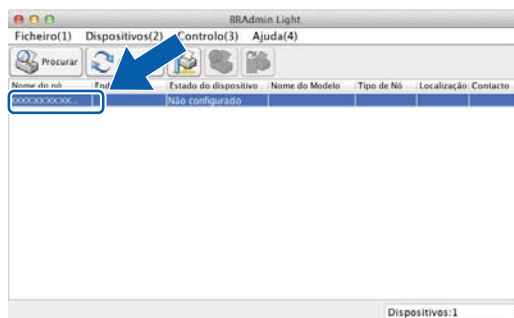 BRAdmin Light
Ficheiro(1) Dispositivos(2) Controlo(3) Ajuda(4)
Procurar
Nome do nó Estado do dispositivo Nome do Modelo Tipo de Nó Localização Contacto
XXXXXXXXXX... Não configurado
Dispositivos:1